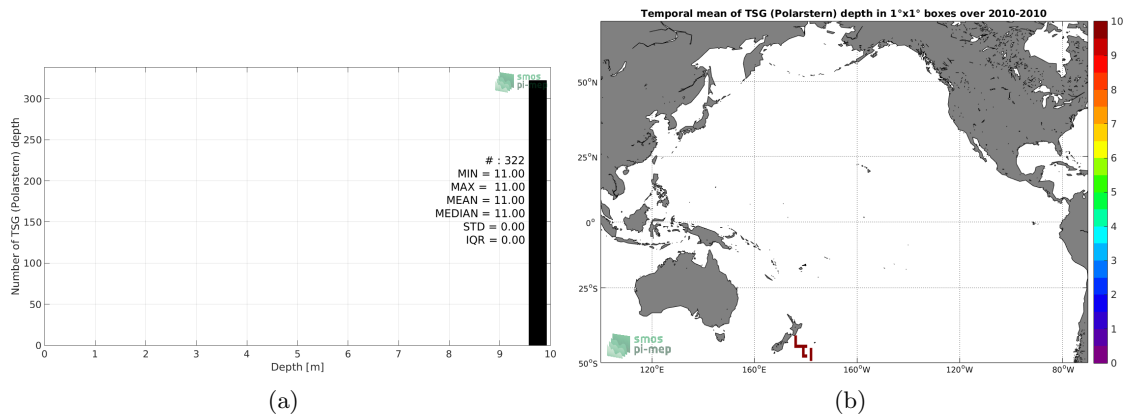 Temporal mean of TSG (Polarstern) depth in 1°x1° boxes over 2010-2010
smos
pi-mep
Number of TSG (Polarstern) depth
300
250
200
150
100
50
0
# : 322
MIN = 11.00
MAX = 11.00
MEAN = 11.00
MEDIAN = 11.00
STD = 0.00
IQR = 0.00
0 1 2 3 4 5 6 7 8 9 10
Depth [m]
(a)
50°N
25°N
0°
25°S
50°S
120°E 160°E 160°W 120°W 80°W
smos
pi-mep
10
9
8
7
6
5
4
3
2
1
0
(b)